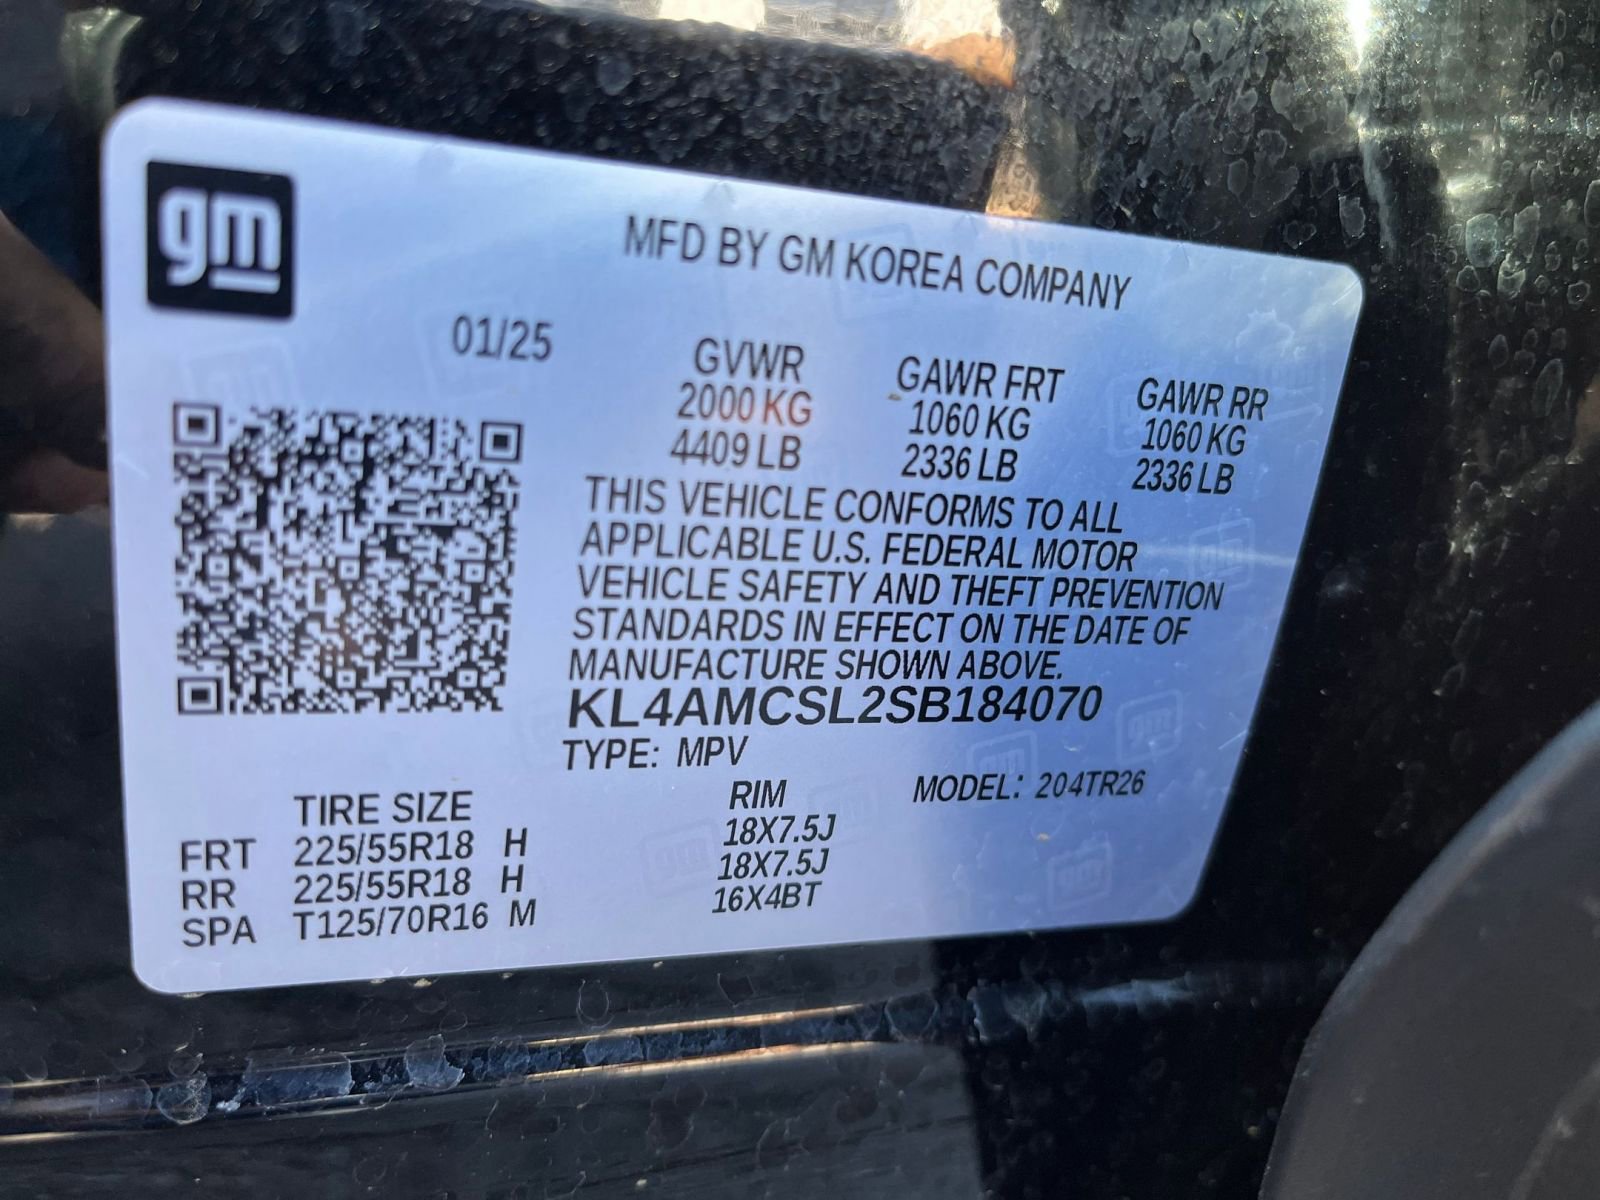 gm
MFD BY GM KOREA COMPANY
01/25
GVWR GAWR FRT GAWR RR
2000 KG 1060 KG 1060 KG
4409 LB 2336 LB 2336 LB
THIS VEHICLE CONFORMS TO ALL
APPLICABLE U.S. FEDERAL MOTOR
VEHICLE SAFETY AND THEFT PREVENTION
STANDARDS IN EFFECT ON THE DATE OF
MANUFACTURE SHOWN ABOVE.
KL4AMCSL2SB184070
TYPE: MPV
MODEL: 204TR26
TIRE SIZE RIM
FRT 225/55R18 H 18X7.5J
RR 225/55R18 H 18X7.5J
SPA T125/70R16 M 16X4BT